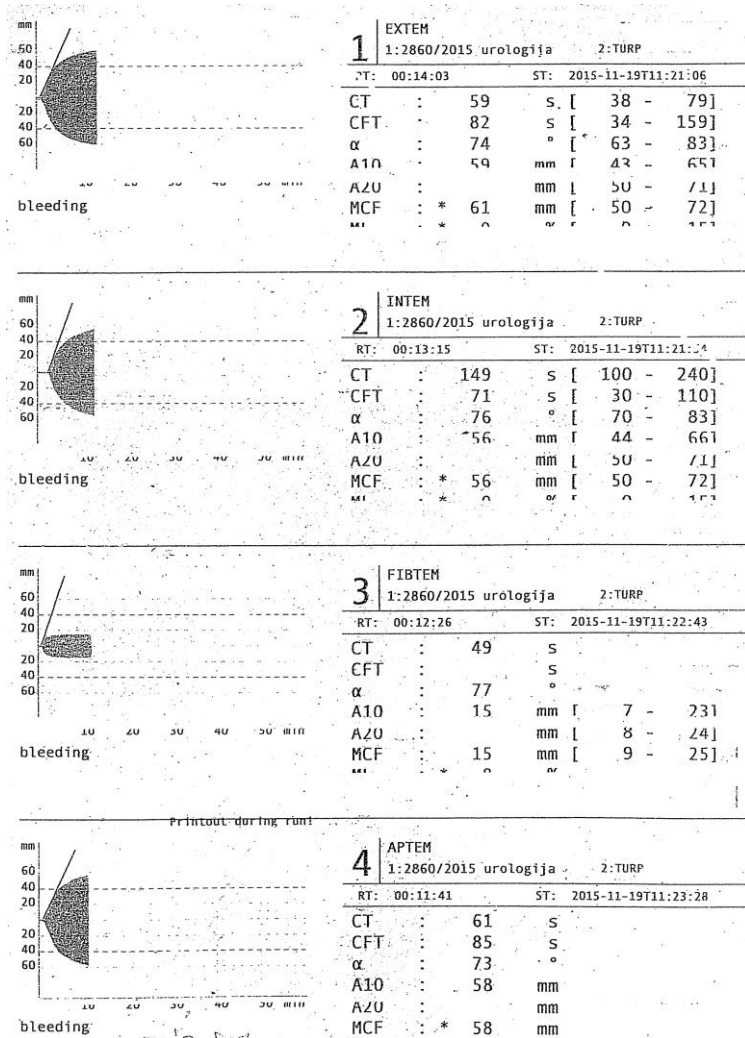 1 EXTEM
1:2860/2015 urologija 2:TURP
RT: 00:14:03 ST: 2015-11-19T11:21:06
mm
60
40
20
20
40
60
10 20 30 40 50 min
bleeding
CT : 59 s [ 38 - 79]
CFT : 82 s [ 34 - 159]
α : 74 ° [ 63 - 83]
A10 : 59 mm [ 43 - 65]
A20 : mm [ 50 - 71]
MCF : * 61 mm [ 50 - 72]
ML : * 0 % [ 0 - 15]
2 INTEM
1:2860/2015 urologija 2:TURP
RT: 00:13:15 ST: 2015-11-19T11:21:
mm
60
40
20
20
40
60
10 20 30 40 50 min
bleeding
CT : 149 s [ 100 - 240]
CFT : 71 s [ 30 - 110]
α : 76 ° [ 70 - 83]
A10 : 56 mm [ 44 - 66]
A20 : mm [ 50 - 71]
MCF : * 56 mm [ 50 - 72]
ML : * 0 % [ 0 - 15]
3 FIBTEM
1:2860/2015 urologija 2:TURP
RT: 00:12:26 ST: 2015-11-19T11:22:43
mm
60
40
20
20
40
60
10 20 30 40 50 min
bleeding
CT : 49 s
CFT : s
α : 77 °
A10 : 15 mm [ 7 - 23]
A20 : mm [ 8 - 24]
MCF : 15 mm [ 9 - 25]
ML : * %
Printout during run!
4 APTEM
1:2860/2015 urologija 2:TURP
RT: 00:11:41 ST: 2015-11-19T11:23:28
mm
60
40
20
20
40
60
10 20 30 40 50 min
bleeding
CT : 61 s
CFT : 85 s
α : 73 °
A10 : 58 mm
A20 : mm
MCF : * 58 mm